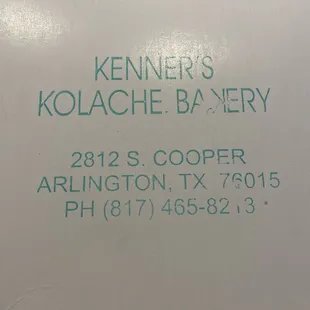 KENNER'S
KOLACHE BAKERY
2812 S. COOPER
ARLINGTON, TX 76015
PH (817)